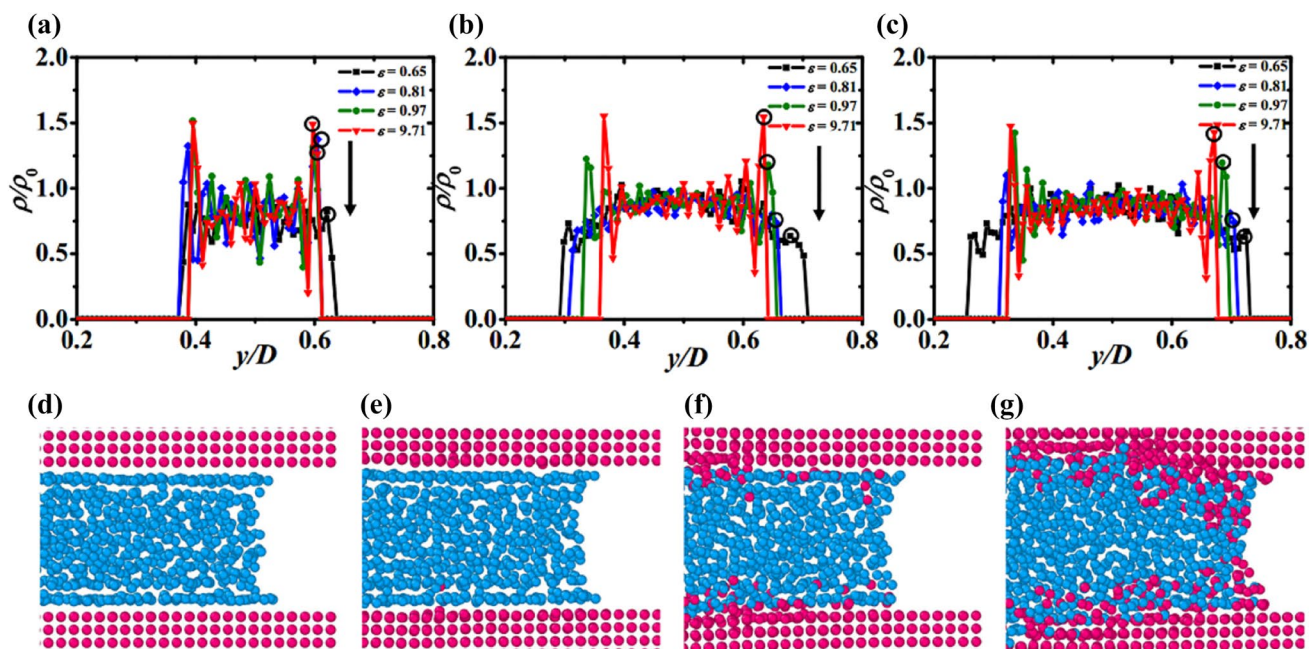 (a)
2.0
1.5
1.0
0.5
0.0
ρ/ρ0
0.2 0.4 0.6 0.8
y/D
ε = 0.65
ε = 0.81
ε = 0.97
ε = 9.71
(b)
2.0
1.5
1.0
0.5
0.0
ρ/ρ0
0.2 0.4 0.6 0.8
y/D
ε = 0.65
ε = 0.81
ε = 0.97
ε = 9.71
(c)
2.0
1.5
1.0
0.5
0.0
ρ/ρ0
0.2 0.4 0.6 0.8
y/D
ε = 0.65
ε = 0.81
ε = 0.97
ε = 9.71
(d)
(e)
(f)
(g)